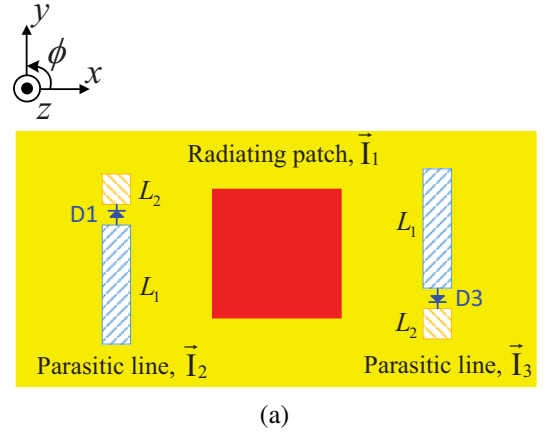 y
ϕ
x
z
Radiating patch, I⃗₁
L₂
D1
L₁
L₁
D3
L₂
Parasitic line, I⃗₂
Parasitic line, I⃗₃
(a)